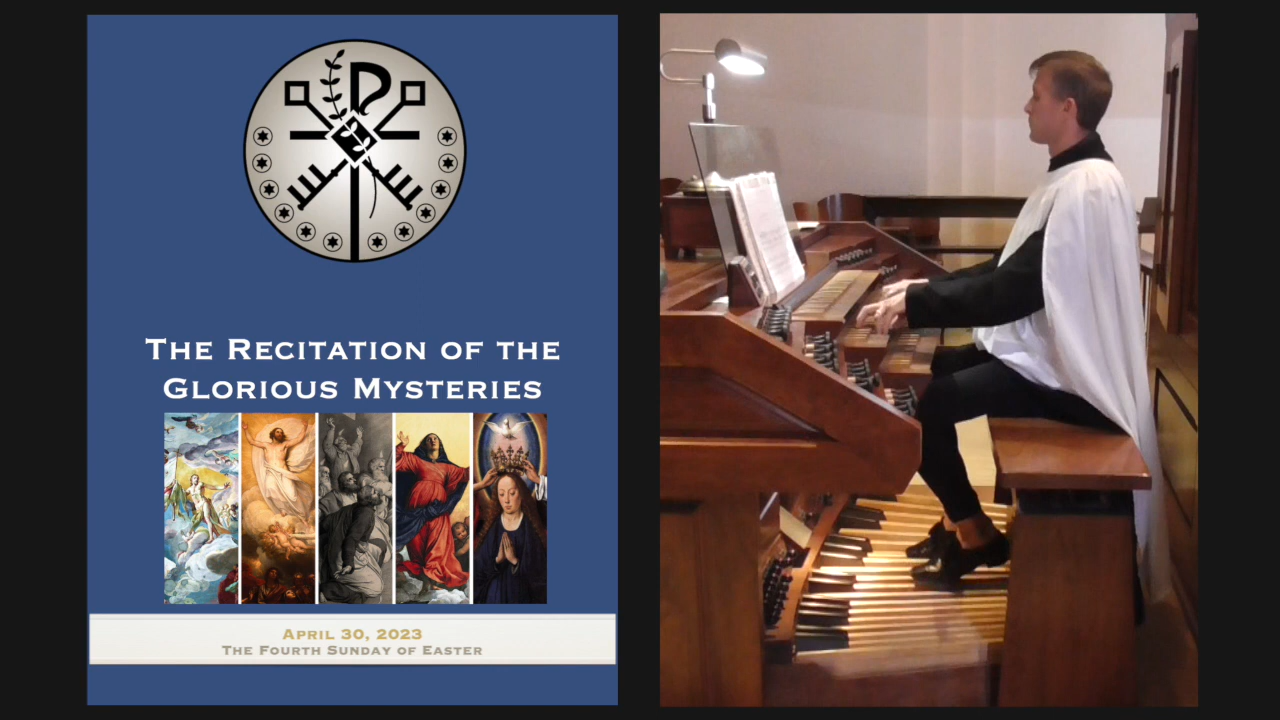 The Recitation of the
Glorious Mysteries
April 30, 2023
The Fourth Sunday of Easter